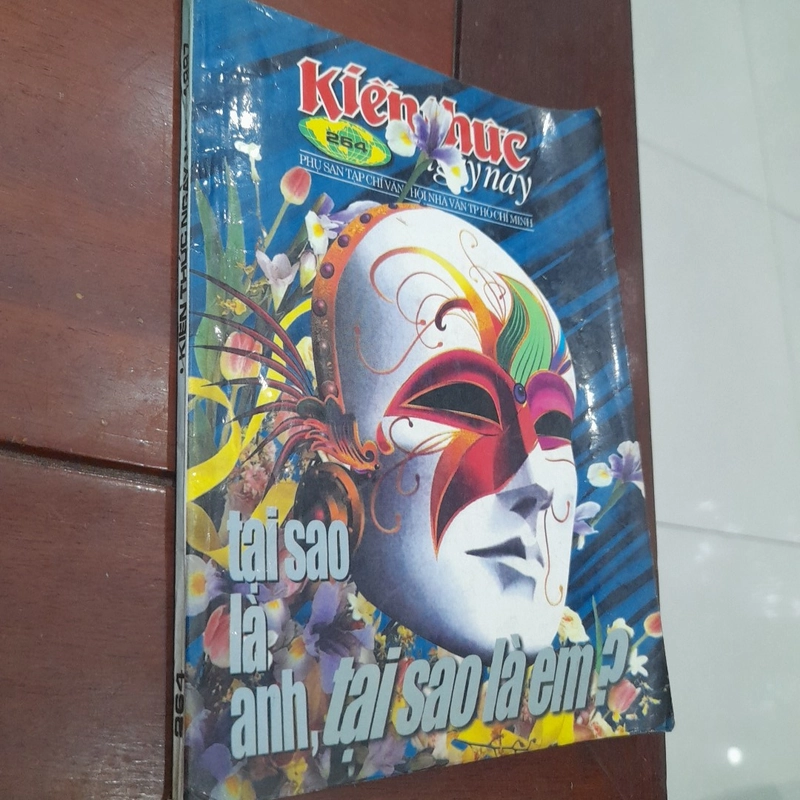 Kiến thức
264
ngày nay
PHỤ SAN TẠP CHÍ VĂN HỘI NHÀ VĂN TP HỒ CHÍ MINH
tại sao
là
anh, tại sao là em?
264
KIẾN THỨC NGÀY NAY
1997